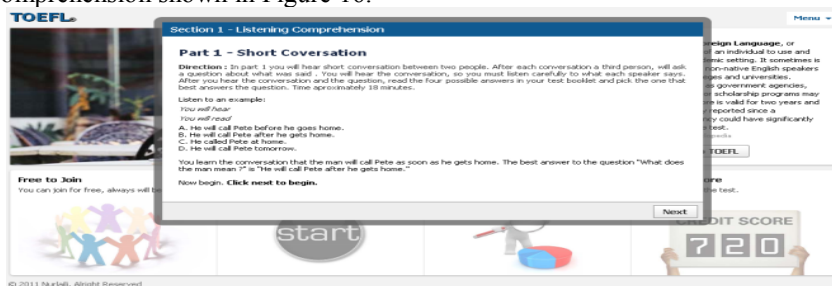 omprehension shown in Figure 16.
TOEFL
Menu
Section 1 - Listening Comprehension
Part 1 - Short Coversation
Direction : In part 1 you will hear short conversation between two people. After each conversation a third person, will ask
a question about what was said . You will hear the conversation, so you must listen carefully to what each speaker says.
After you hear the conversation and the question, read the four possible answers in your test booklet and pick the one that
best answers the question. Time aproximately 18 minutes.
Listen to an example:
You will hear
You will read
A. He will call Pete before he goes home.
B. He will call Pete after he gets home.
C. He called Pete at home.
D. He will call Pete tomorrow.
You learn the conversation that the man will call Pete as soon as he gets home. The best answer to the question "What does
the man mean ?" is "He will call Pete after he gets home."
Now begin. Click next to begin.
Next
reign Language, or
an individual to use and
mic setting. It sometimes is
non-native English speakers
ges and universities.
as government agencies,
scholarship programs may
re is valid for two years and
reported since a
cy could have significantly
test.
TOEFL
Free to Join
You can join for free, always will be
start
ore
the test.
DIT SCORE
720
© 2011 Nurlaili. Alright Reserved